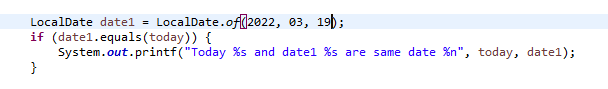 LocalDate date1 = LocalDate.of(2022, 03, 19);
if (date1.equals(today)) {
    System.out.printf("Today %s and date1 %s are same date %n", today, date1);
}